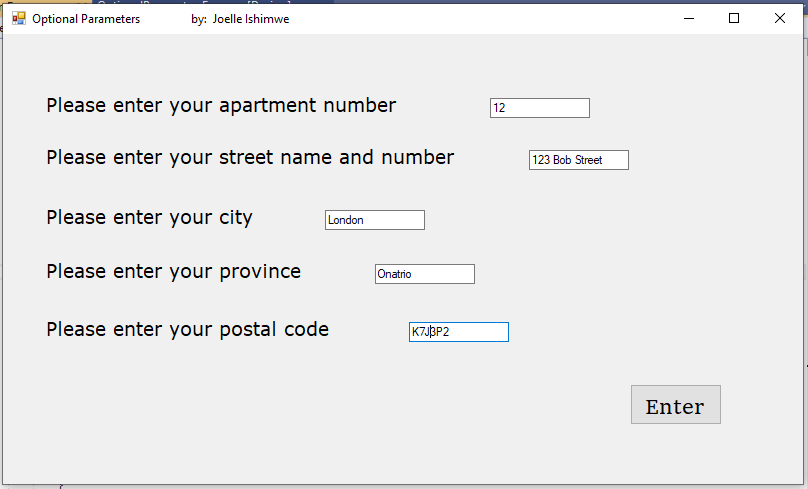 Optional Parameters by: Joelle Ishimwe
Please enter your apartment number 12
Please enter your street name and number 123 Bob Street
Please enter your city London
Please enter your province Onatrio
Please enter your postal code K7J3P2
Enter